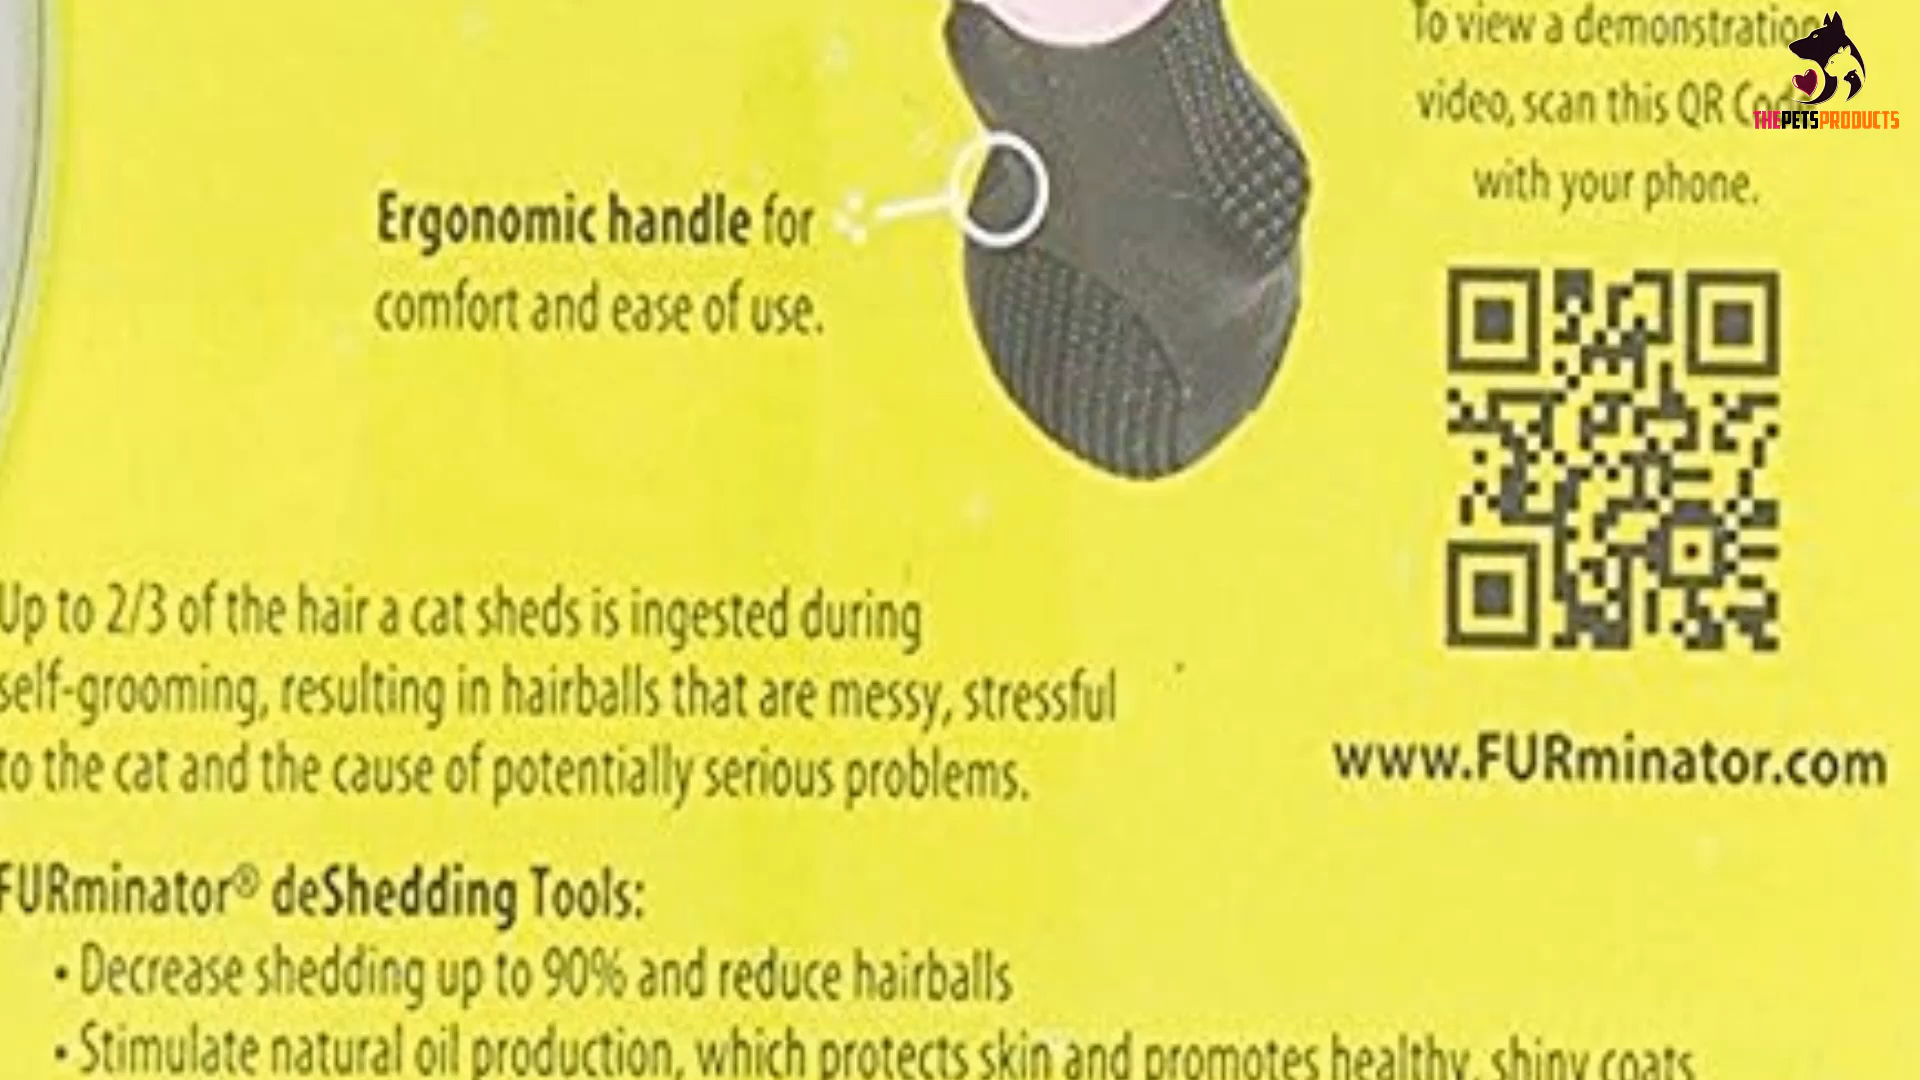 To view a demonstration
video, scan this QR Code
with your phone.
THEPETSPRODUCTS
Ergonomic handle for
comfort and ease of use.
Up to 2/3 of the hair a cat sheds is ingested during
self-grooming, resulting in hairballs that are messy, stressful
to the cat and the cause of potentially serious problems.
www.FURminator.com
FURminator® deShedding Tools:
• Decrease shedding up to 90% and reduce hairballs
• Stimulate natural oil production, which protects skin and promotes healthy, shiny coats